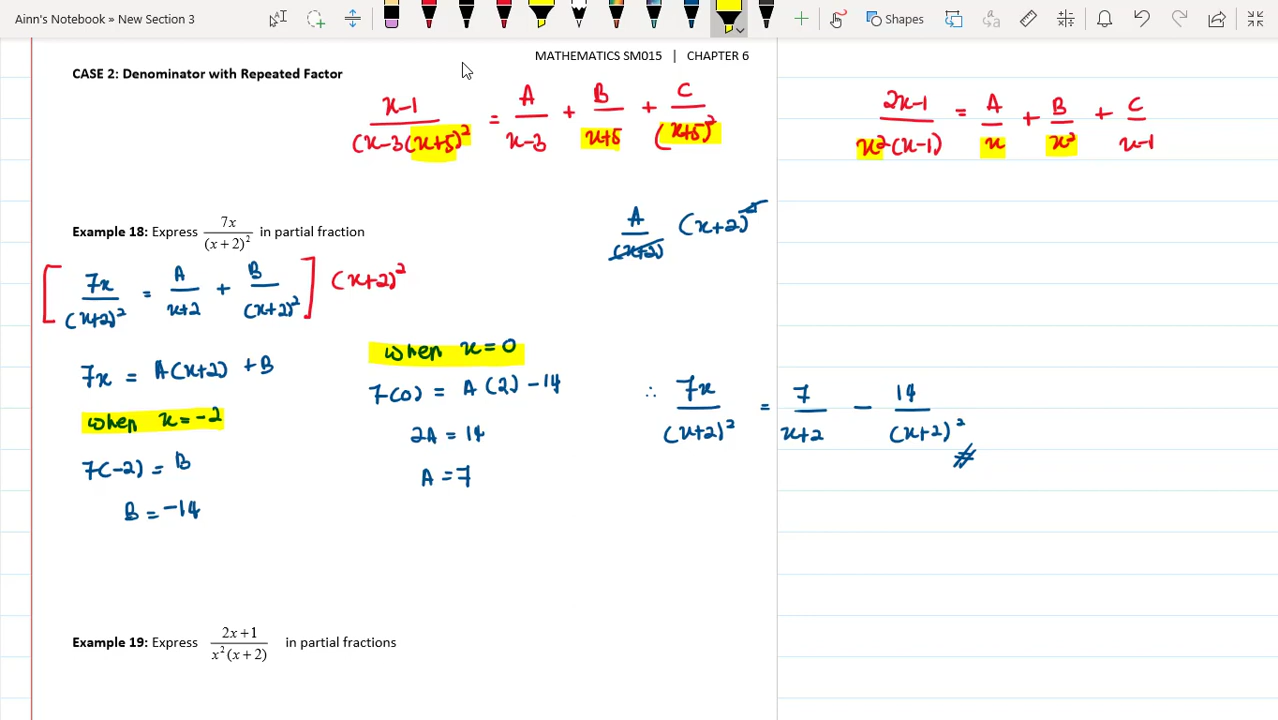 Ainn's Notebook » New Section 3
Shapes
MATHEMATICS SM015 | CHAPTER 6
CASE 2: Denominator with Repeated Factor
x-1 / (x-3(x+5)² = A / x-3 + B / x+5 + C / (x+5)²
2x-1 / x²(x-1) = A / x + B / x² + C / x-1
A / (x+2) (x+2)²
Example 18: Express 7x / (x+2)² in partial fraction
[ 7x / (x+2)² = A / x+2 + B / (x+2)² ] (x+2)²
7x = A(x+2) + B
when x = -2
7(-2) = B
B = -14
when x = 0
7(0) = A(2) -14
2A = 14
A = 7
∴ 7x / (x+2)² = 7 / x+2 - 14 / (x+2)² #
Example 19: Express 2x+1 / x²(x+2) in partial fractions